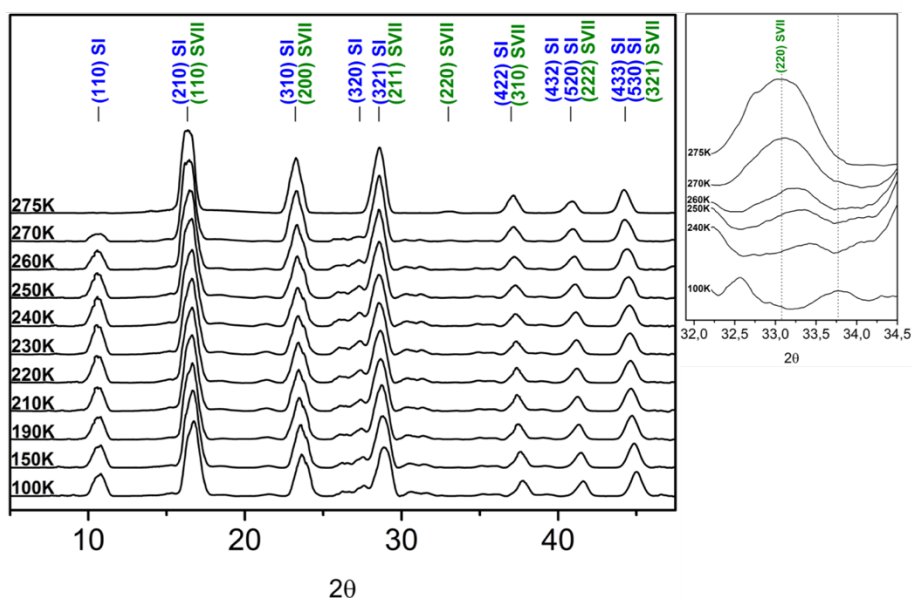 (110) SI
(210) SI
(110) SVII
(310) SI
(200) SVII
(320) SI
(321) SI
(211) SVII
(220) SVII
(422) SI
(310) SVII
(432) SI
(520) SI
(222) SVII
(433) SI
(530) SI
(321) SVII
275K
270K
260K
250K
240K
230K
220K
210K
190K
150K
100K
10 20 30 40
2θ
(220) SVII
275K
270K
260K
250K
240K
100K
32,0 32,5 33,0 33,5 34,0 34,5
2θ